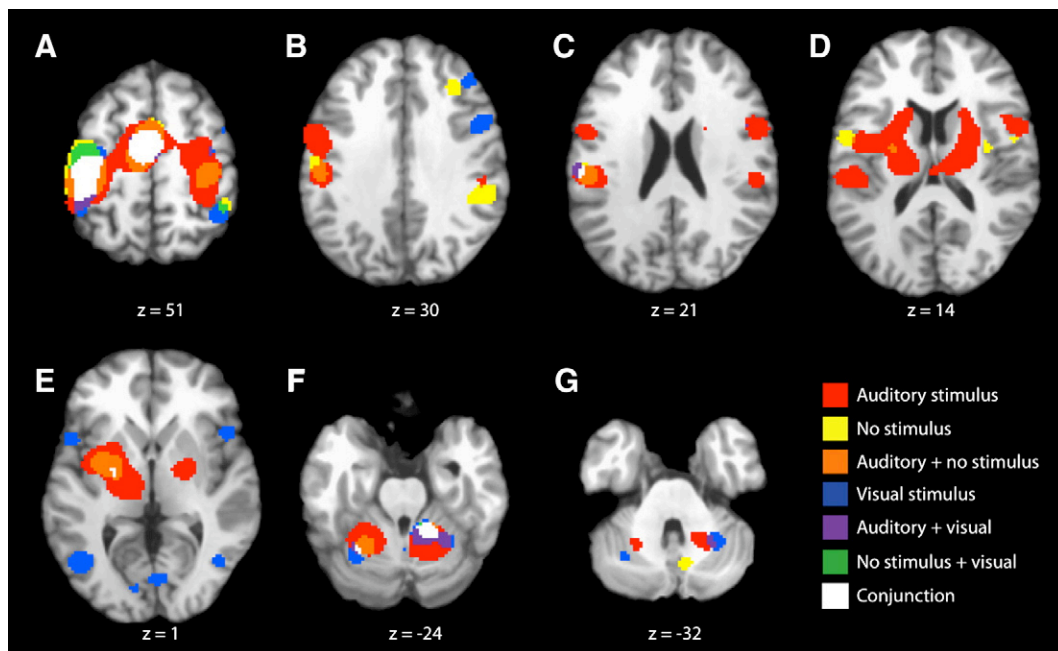 A
B
C
D
z = 51
z = 30
z = 21
z = 14
E
F
G
z = 1
z = -24
z = -32
Auditory stimulus
No stimulus
Auditory + no stimulus
Visual stimulus
Auditory + visual
No stimulus + visual
Conjunction